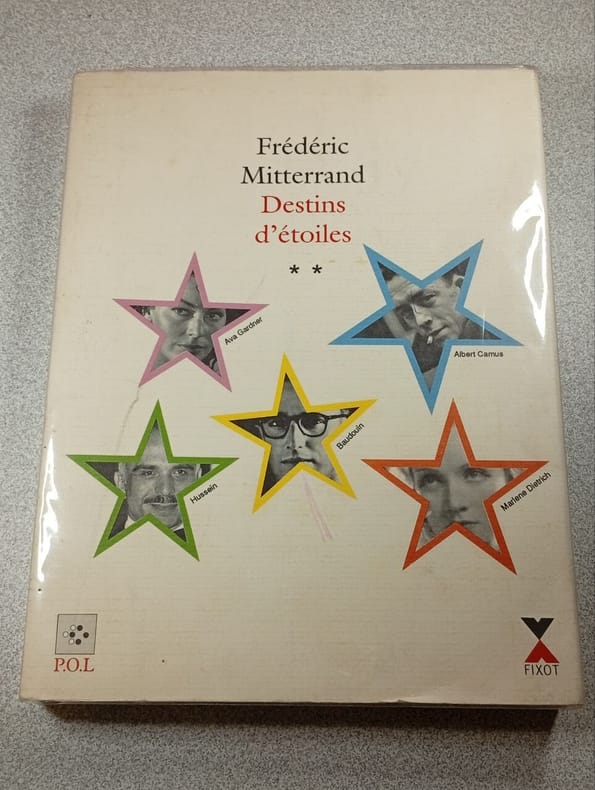 Frédéric
Mitterrand
Destins
d'étoiles
* *
Ava Gardner
Albert Camus
Baudouin
Hussein
Marlene Dietrich
P.O.L
FIXOT